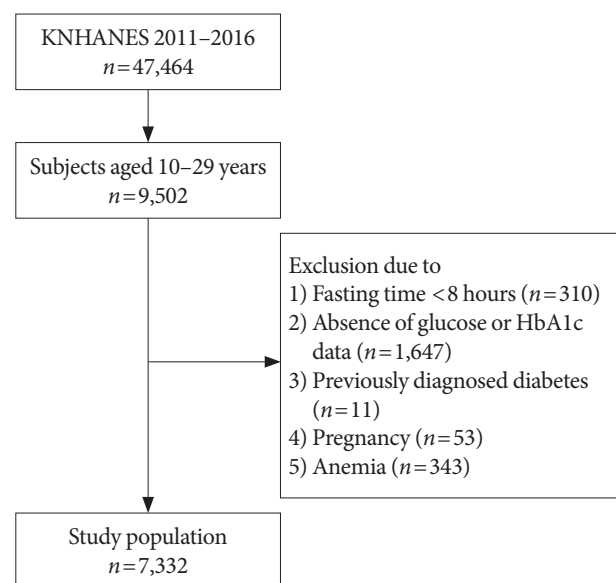 KNHANES 2011–2016
n=47,464
Subjects aged 10–29 years
n=9,502
Exclusion due to
1) Fasting time <8 hours (n=310)
2) Absence of glucose or HbA1c
data (n=1,647)
3) Previously diagnosed diabetes
(n=11)
4) Pregnancy (n=53)
5) Anemia (n=343)
Study population
n=7,332